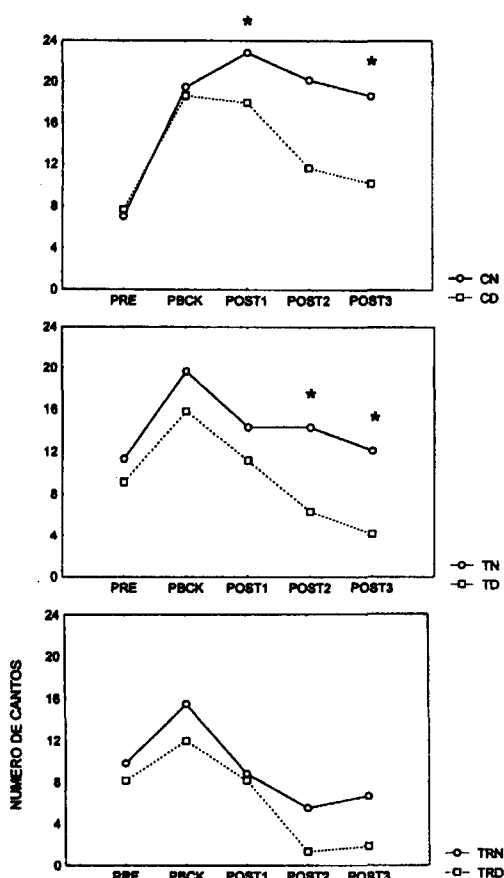 *
*
24
20
16
12
8
4
0
PRE PBCK POST1 POST2 POST3
CN
CD
*
*
24
20
16
12
8
4
0
PRE PBCK POST1 POST2 POST3
TN
TD
NUMERO DE CANTOS
24
20
16
12
8
4
0
PRE PBCK POST1 POST2 POST3
TRN
TRD